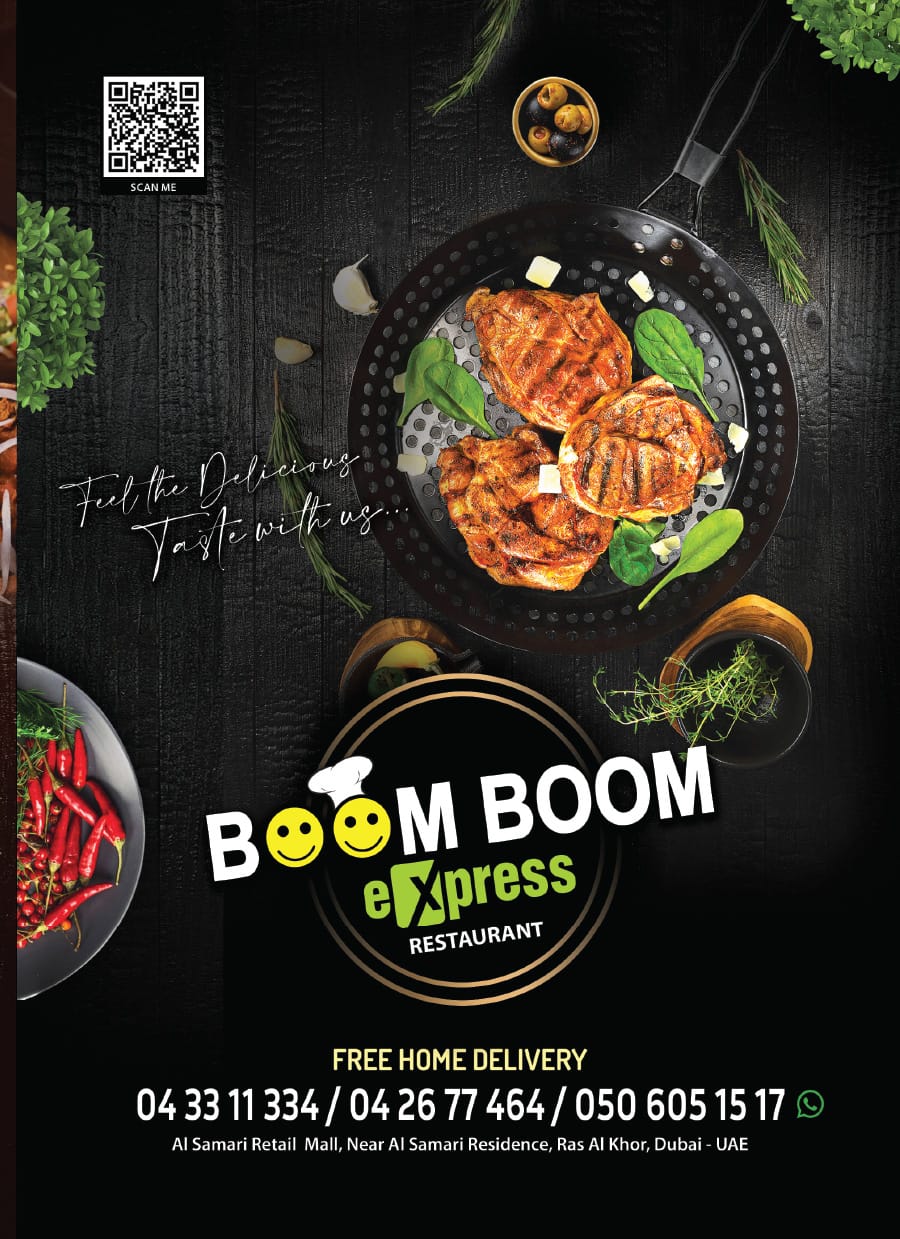 SCAN ME
Feel the Delicious
Taste with us...
BOOM BOOM
eXpress
RESTAURANT
FREE HOME DELIVERY
04 33 11 334 / 04 26 77 464 / 050 605 15 17
Al Samari Retail Mall, Near Al Samari Residence, Ras Al Khor, Dubai - UAE